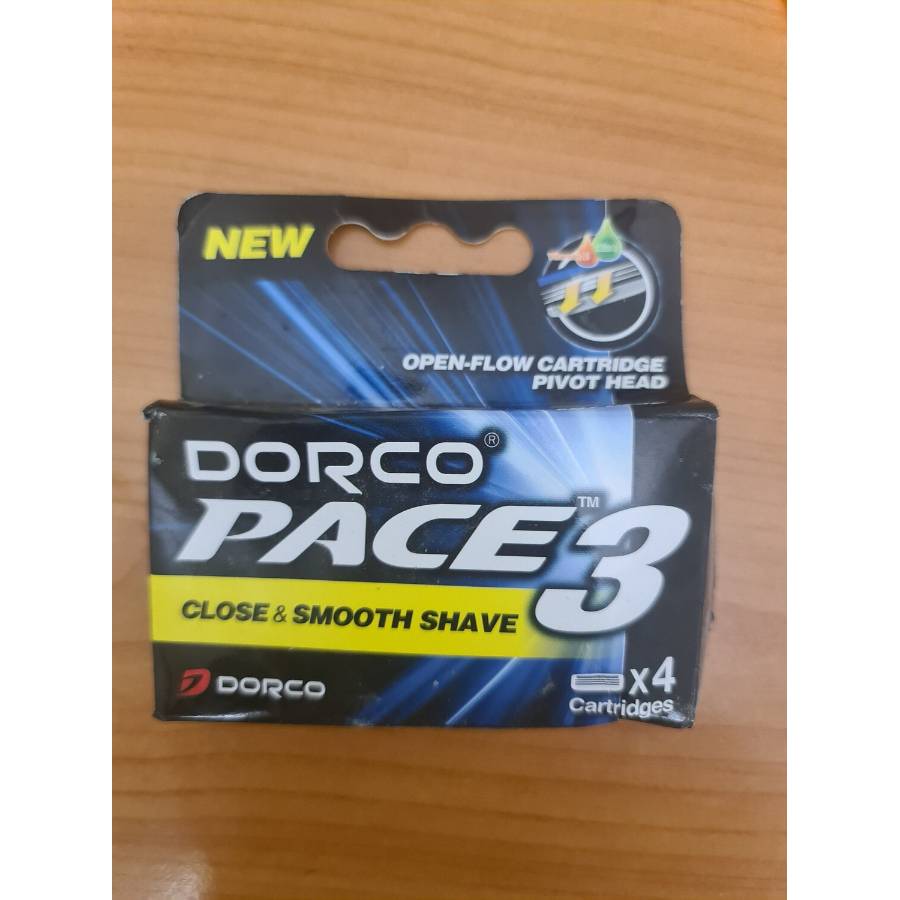 NEW
OPEN-FLOW CARTRIDGE
PIVOT HEAD
DORCO®
PACE™3
CLOSE & SMOOTH SHAVE
DORCO
x4
Cartridges